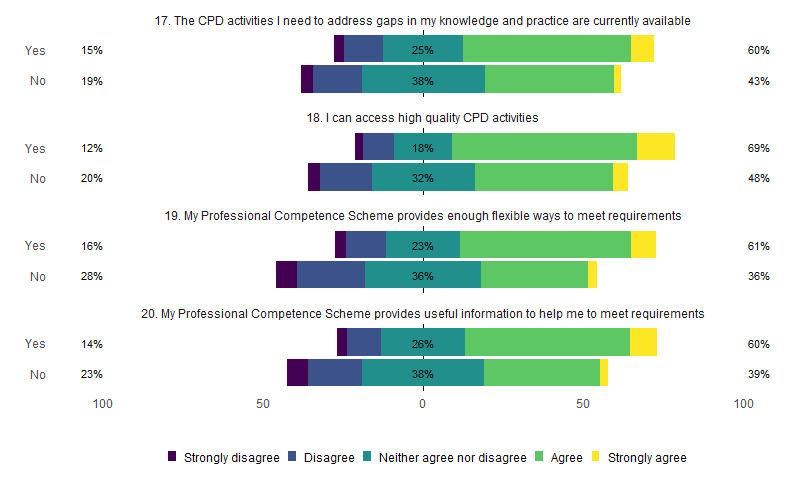 17. The CPD activities I need to address gaps in my knowledge and practice are currently available
Yes 15% 25% 60%
No 19% 38% 43%
18. I can access high quality CPD activities
Yes 12% 18% 69%
No 20% 32% 48%
19. My Professional Competence Scheme provides enough flexible ways to meet requirements
Yes 16% 23% 61%
No 28% 36% 36%
20. My Professional Competence Scheme provides useful information to help me to meet requirements
Yes 14% 26% 60%
No 23% 38% 39%
100 50 0 50 100
Strongly disagree Disagree Neither agree nor disagree Agree Strongly agree